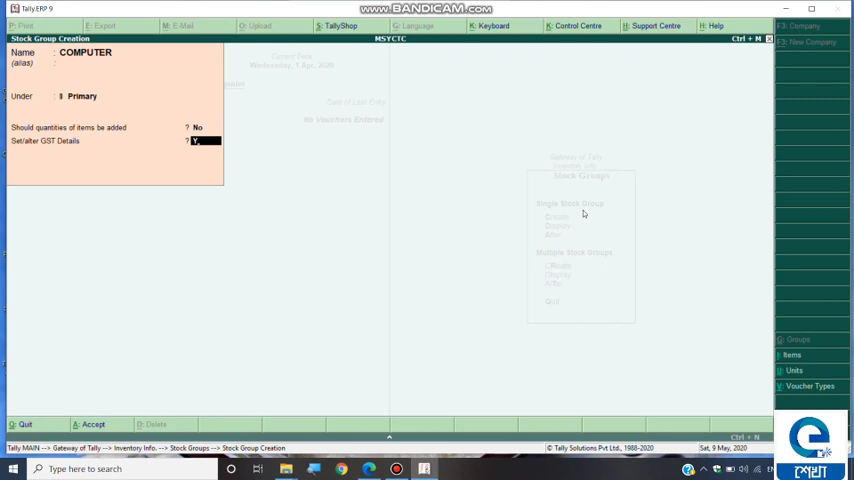 Tally.ERP 9
WWW.BANDICAM.COM
P: Print
E: Export
M: E-Mail
O: Upload
S: TallyShop
G: Language
K: Keyboard
K: Control Centre
H: Support Centre
H: Help
F3: Company
F3: New Company
Stock Group Creation
MSYCTC
Ctrl + M
Name : COMPUTER
(alias) :
Under : Primary
Should quantities of items be added ? No
Set/alter GST Details ? Y
Current Date
Wednesday, 1 Apr, 2020
Date of Last Entry
No Vouchers Entered
Gateway of Tally
Inventory Info.
Stock Groups
Single Stock Group
Create
Display
Alter
Multiple Stock Groups
CReate
Display
Alter
Quit
G: Groups
I: Items
U: Units
V: Voucher Types
Q: Quit
A: Accept
D: Delete
Ctrl + N
Tally MAIN --> Gateway of Tally --> Inventory Info. --> Stock Groups --> Stock Group Creation
© Tally Solutions Pvt Ltd., 1988-2020
Sat, 9 May, 2020
Type here to search